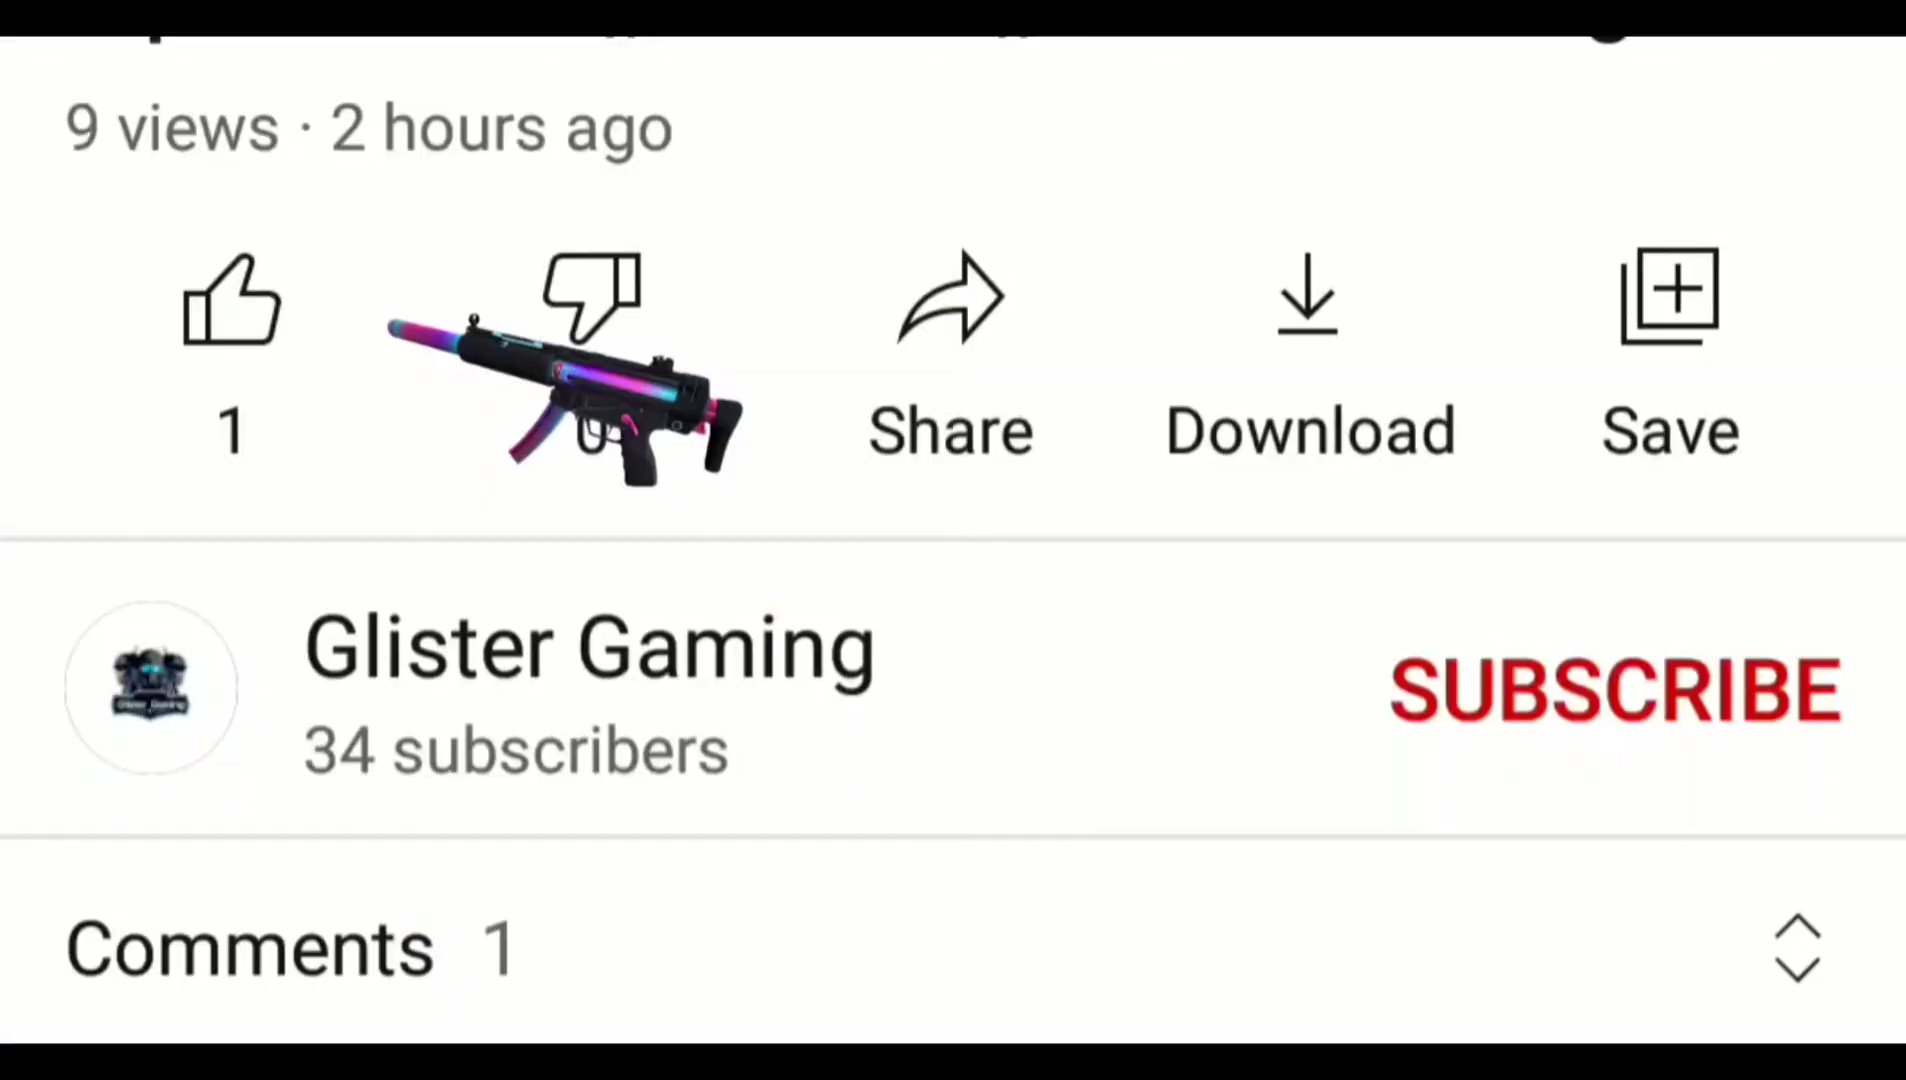 9 views · 2 hours ago
1
Share
Download
Save
Glister Gaming
34 subscribers
SUBSCRIBE
Comments 1